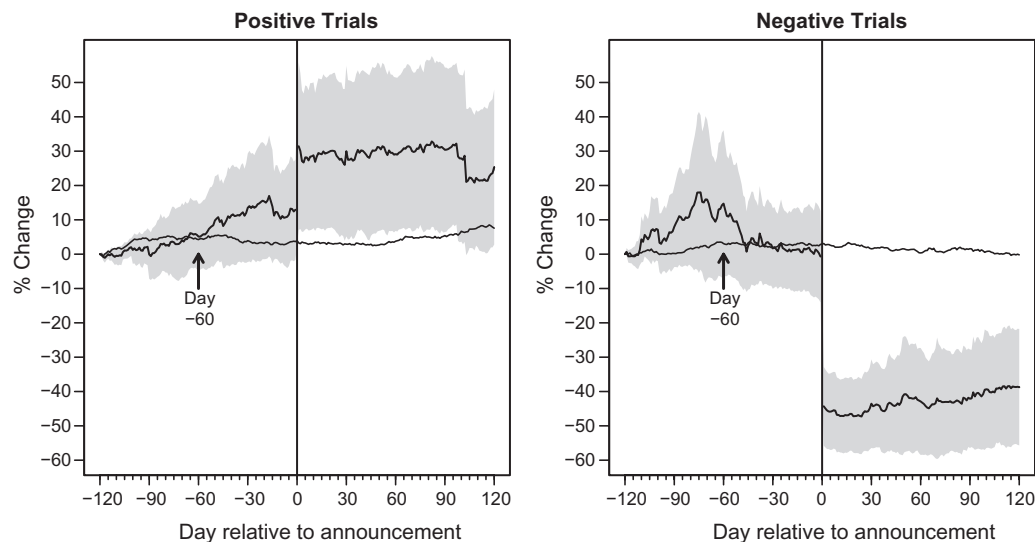 Positive Trials
% Change
50
40
30
20
10
0
−10
−20
−30
−40
−50
−60
Day
−60
−120 −90 −60 −30 0 30 60 90 120
Day relative to announcement
Negative Trials
% Change
50
40
30
20
10
0
−10
−20
−30
−40
−50
−60
Day
−60
−120 −90 −60 −30 0 30 60 90 120
Day relative to announcement